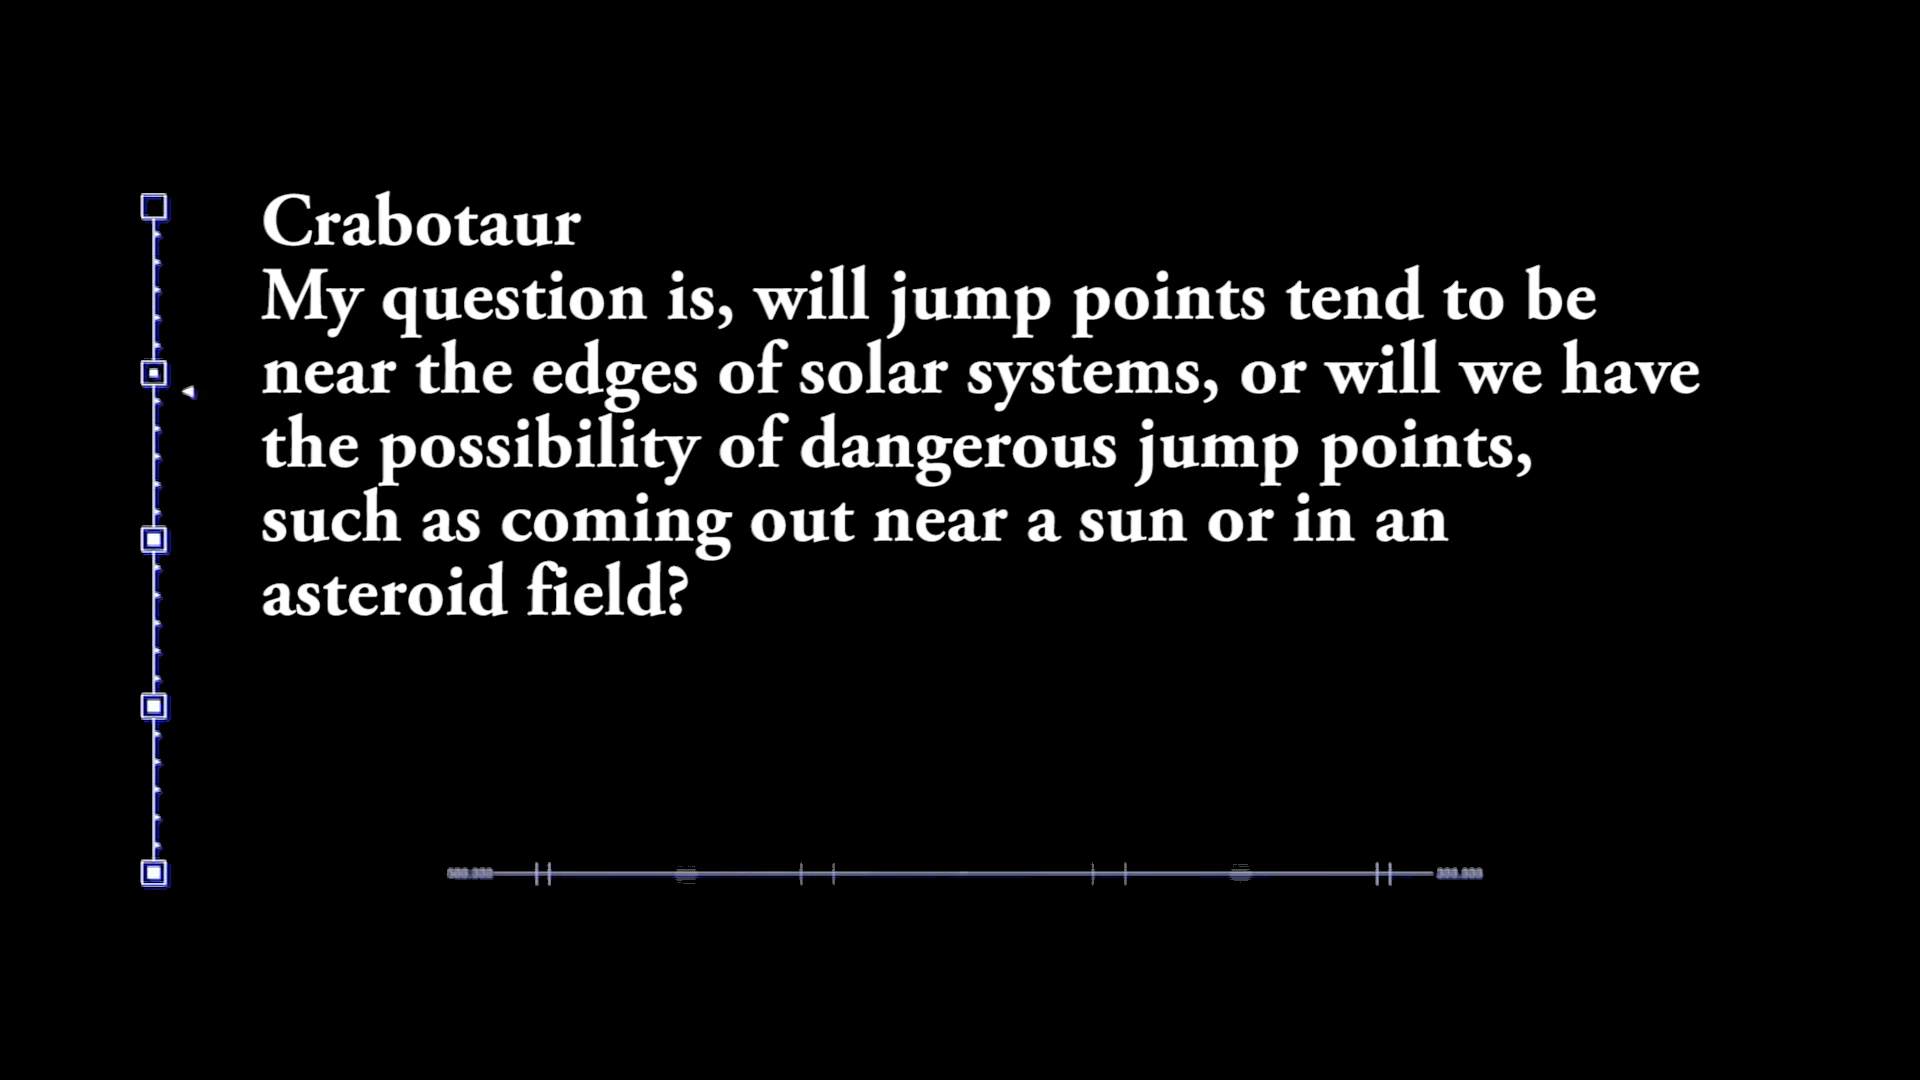 Crabotaur
My question is, will jump points tend to be
near the edges of solar systems, or will we have
the possibility of dangerous jump points,
such as coming out near a sun or in an
asteroid field?